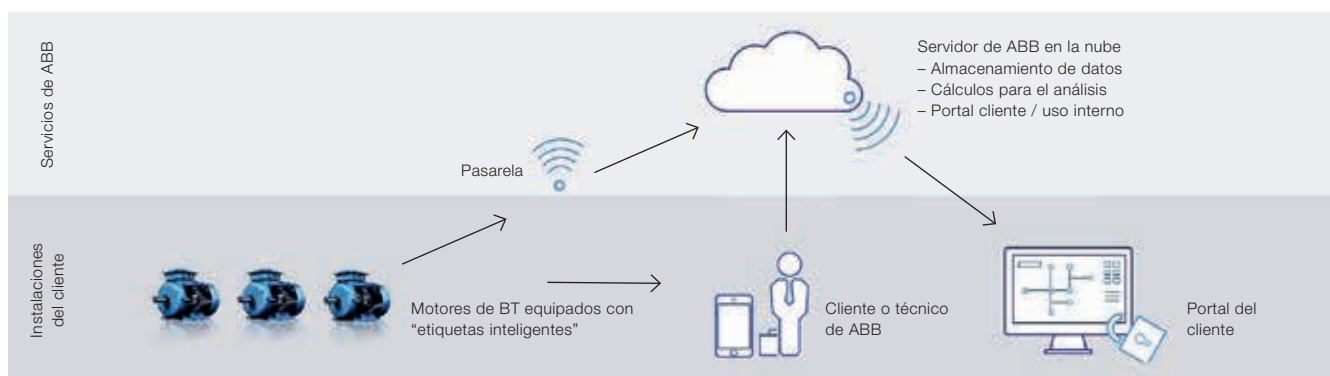 Servicios de ABB
Servidor de ABB en la nube
– Almacenamiento de datos
– Cálculos para el análisis
– Portal cliente / uso interno
Pasarela
Instalaciones
del cliente
Motores de BT equipados con
“etiquetas inteligentes”
Cliente o técnico
de ABB
Portal del
cliente